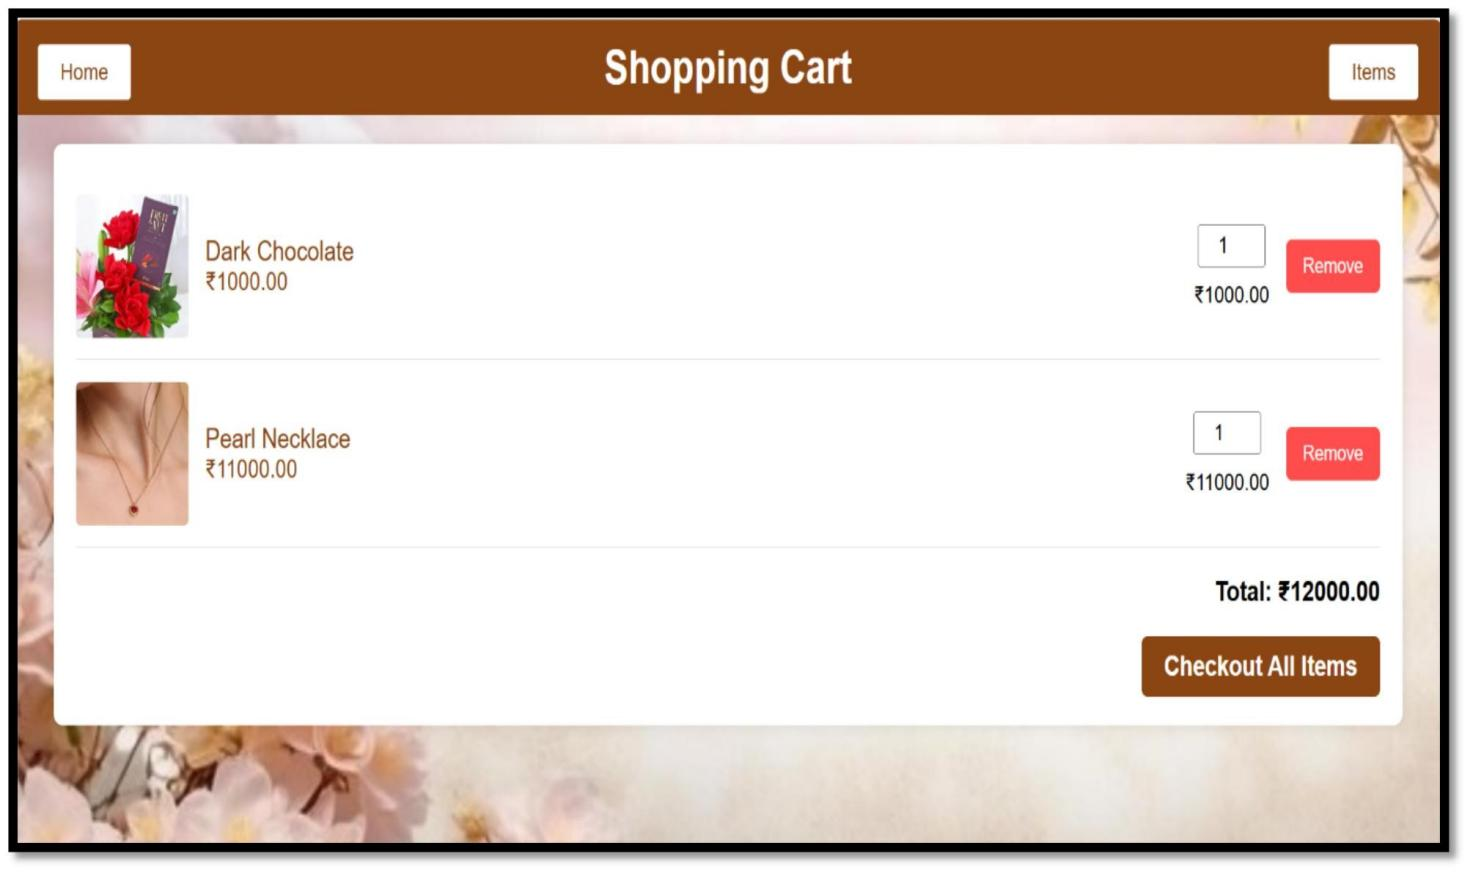 Home
Shopping Cart
Items
Dark Chocolate
₹1000.00
1
₹1000.00
Remove
Pearl Necklace
₹11000.00
1
₹11000.00
Remove
Total: ₹12000.00
Checkout All Items